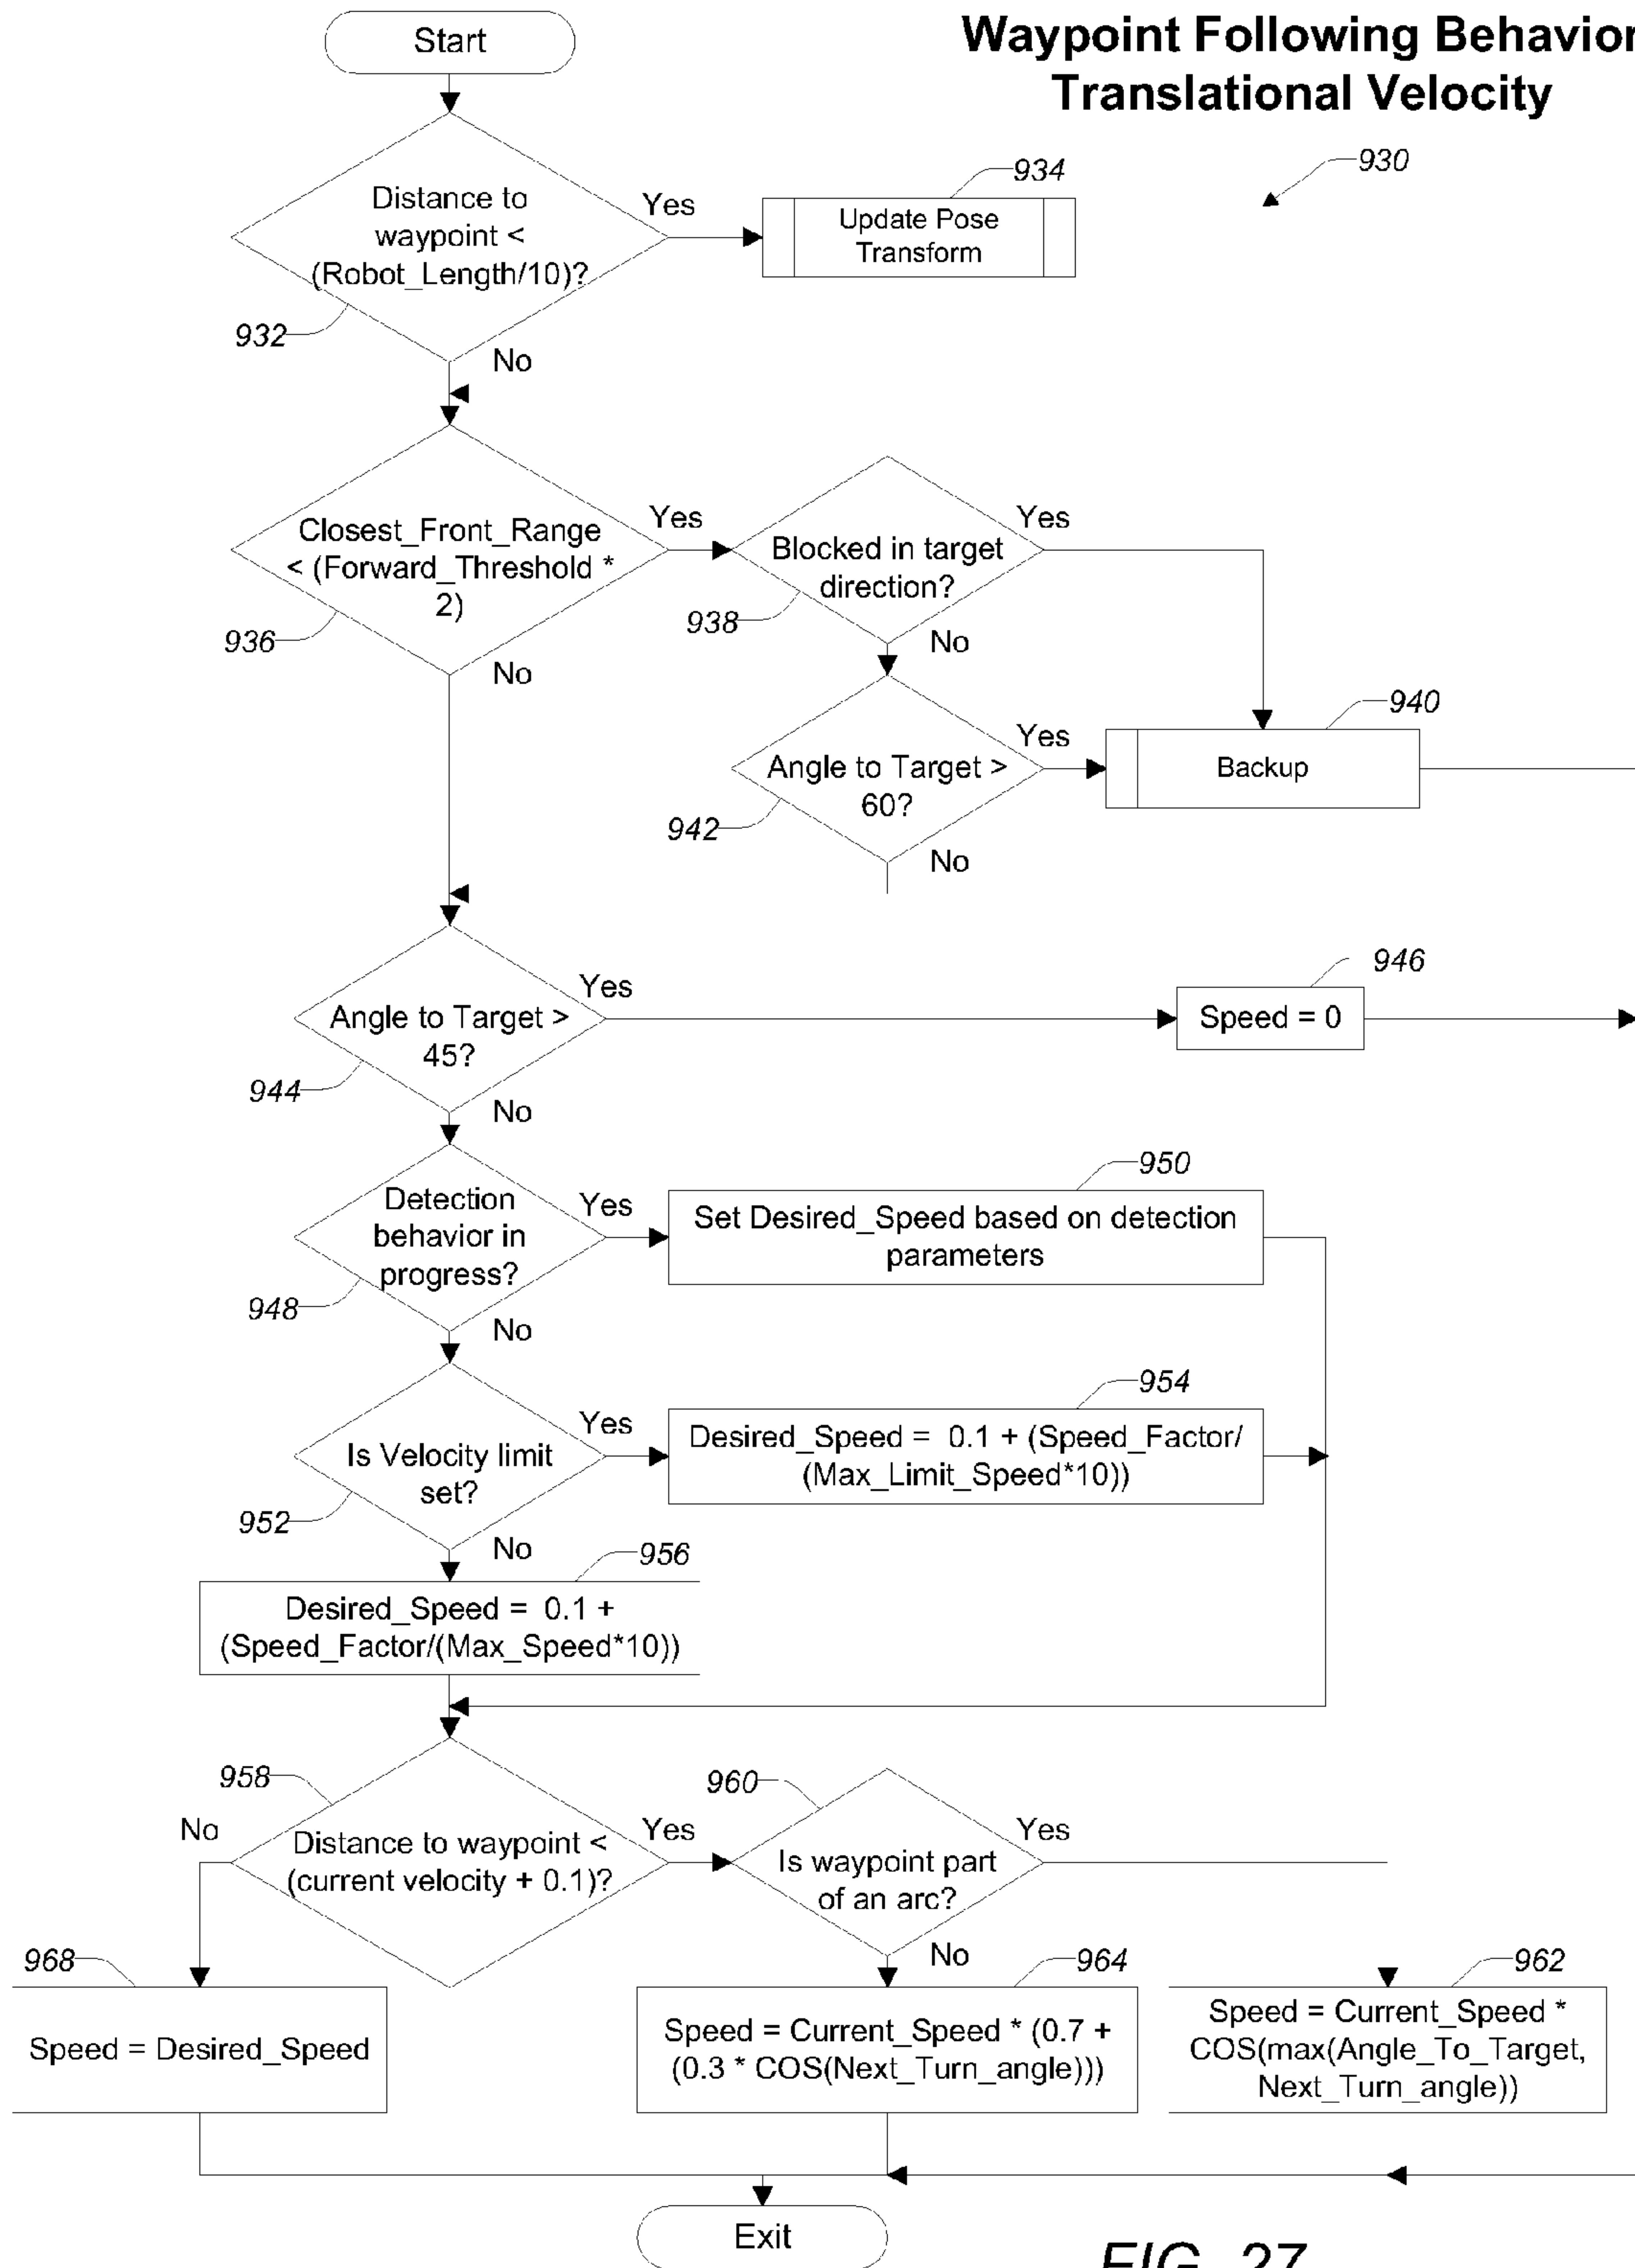 Waypoint Following Behavior
Translational Velocity
930
Start
Distance to
waypoint <
(Robot_Length/10)?
932
Yes
No
934
Update Pose
Transform
Closest_Front_Range
< (Forward_Threshold *
2)
936
Yes
No
Blocked in target
direction?
938
Yes
No
940
Backup
Angle to Target >
60?
942
Yes
No
Angle to Target >
45?
944
Yes
No
946
Speed = 0
Detection
behavior in
progress?
948
Yes
No
950
Set Desired_Speed based on detection
parameters
Is Velocity limit
set?
952
Yes
No
954
Desired_Speed = 0.1 + (Speed_Factor/
(Max_Limit_Speed*10))
956
Desired_Speed = 0.1 +
(Speed_Factor/(Max_Speed*10))
958
Distance to waypoint <
(current velocity + 0.1)?
No
Yes
960
Is waypoint part
of an arc?
Yes
No
968
Speed = Desired_Speed
964
Speed = Current_Speed * (0.7 +
(0.3 * COS(Next_Turn_angle)))
962
Speed = Current_Speed *
COS(max(Angle_To_Target,
Next_Turn_angle))
Exit
FIG. 27